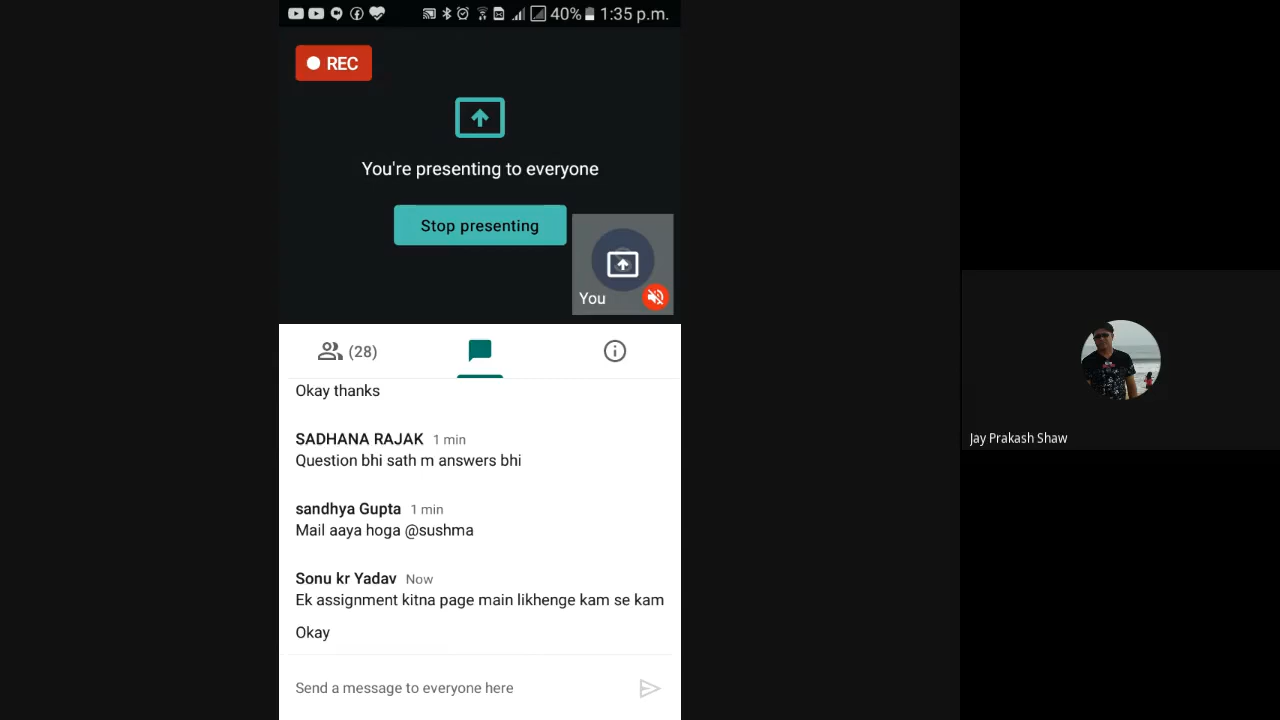 40% 1:35 p.m.
REC
You're presenting to everyone
Stop presenting
You
(28)
Okay thanks
SADHANA RAJAK 1 min
Question bhi sath m answers bhi
sandhya Gupta 1 min
Mail aaya hoga @sushma
Sonu kr Yadav Now
Ek assignment kitna page main likhenge kam se kam
Okay
Send a message to everyone here
Jay Prakash Shaw